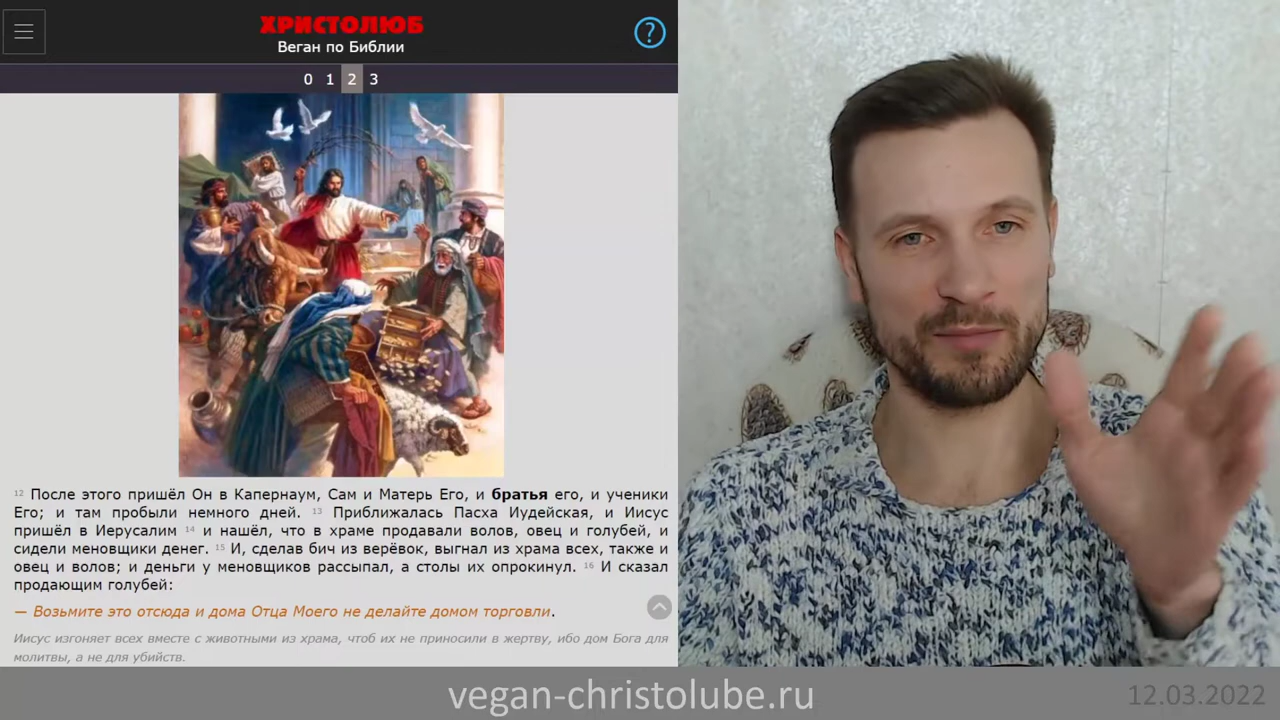 ХРИСТОЛЮБ
Веган по Библии
?
0 1 2 3
12 После этого пришёл Он в Капернаум, Сам и Матерь Его, и братья его, и ученики
Его; и там пробыли немного дней. 13 Приближалась Пасха Иудейская, и Иисус
пришёл в Иерусалим 14 и нашёл, что в храме продавали волов, овец и голубей, и
сидели меновщики денег. 15 И, сделав бич из верёвок, выгнал из храма всех, также и
овец и волов; и деньги у меновщиков рассыпал, а столы их опрокинул. 16 И сказал
продающим голубей:
— Возьмите это отсюда и дома Отца Моего не делайте домом торговли.
Иисус изгоняет всех вместе с животными из храма, чтоб их не приносили в жертву, ибо дом Бога для
молитвы, а не для убийств.
vegan-christolube.ru
12.03.2022